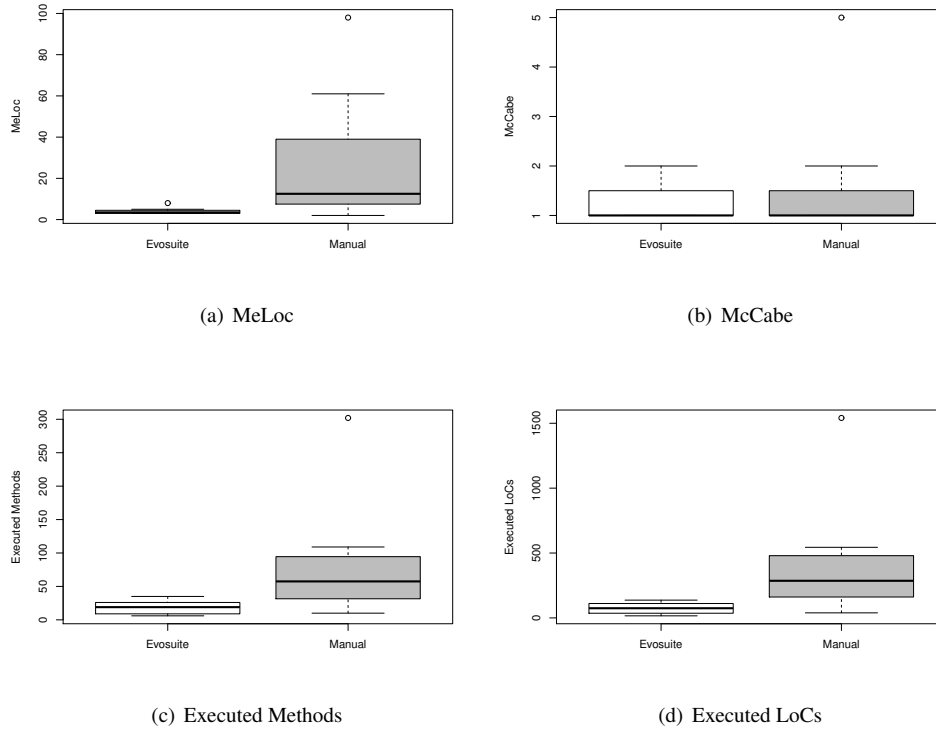 MeLoc
0
20
40
60
80
100
Evosuite
Manual
(a) MeLoc
McCabe
1
2
3
4
5
Evosuite
Manual
(b) McCabe
Executed Methods
0
50
100
150
200
250
300
Evosuite
Manual
(c) Executed Methods
Executed LoCs
0
500
1000
1500
Evosuite
Manual
(d) Executed LoCs